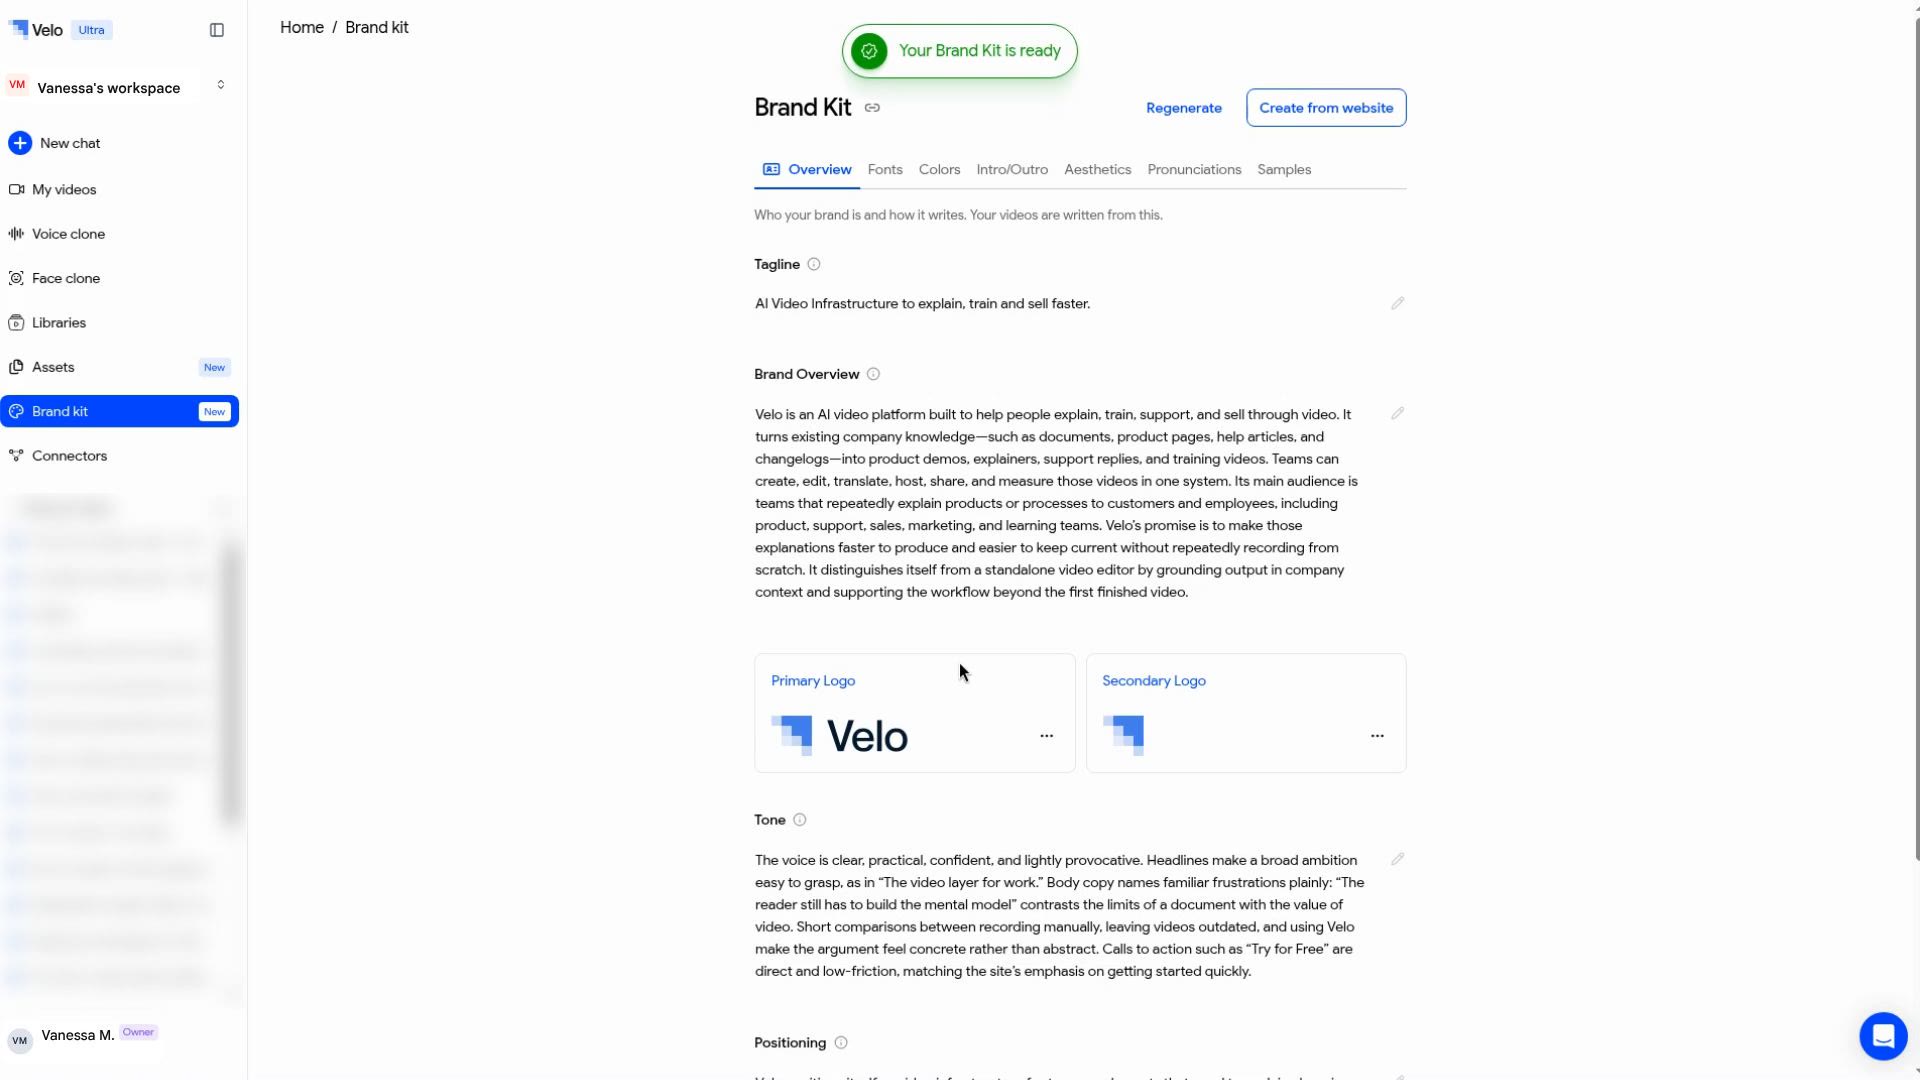 Velo
Ultra
VM
Vanessa's workspace
New chat
My videos
Voice clone
Face clone
Libraries
Assets
New
Brand kit
New
Connectors
VM
Vanessa M.
Owner
Home / Brand kit
Your Brand Kit is ready
Brand Kit
Regenerate
Create from website
Overview
Fonts
Colors
Intro/Outro
Aesthetics
Pronunciations
Samples
Who your brand is and how it writes. Your videos are written from this.
Tagline
AI Video Infrastructure to explain, train and sell faster.
Brand Overview
Velo is an AI video platform built to help people explain, train, support, and sell through video. It
turns existing company knowledge—such as documents, product pages, help articles, and
changelogs—into product demos, explainers, support replies, and training videos. Teams can
create, edit, translate, host, share, and measure those videos in one system. Its main audience is
teams that repeatedly explain products or processes to customers and employees, including
product, support, sales, marketing, and learning teams. Velo’s promise is to make those
explanations faster to produce and easier to keep current without repeatedly recording from
scratch. It distinguishes itself from a standalone video editor by grounding output in company
context and supporting the workflow beyond the first finished video.
Primary Logo
Velo
Secondary Logo
Tone
The voice is clear, practical, confident, and lightly provocative. Headlines make a broad ambition
easy to grasp, as in “The video layer for work.” Body copy names familiar frustrations plainly: “The
reader still has to build the mental model” contrasts the limits of a document with the value of
video. Short comparisons between recording manually, leaving videos outdated, and using Velo
make the argument feel concrete rather than abstract. Calls to action such as “Try for Free” are
direct and low-friction, matching the site’s emphasis on getting started quickly.
Positioning